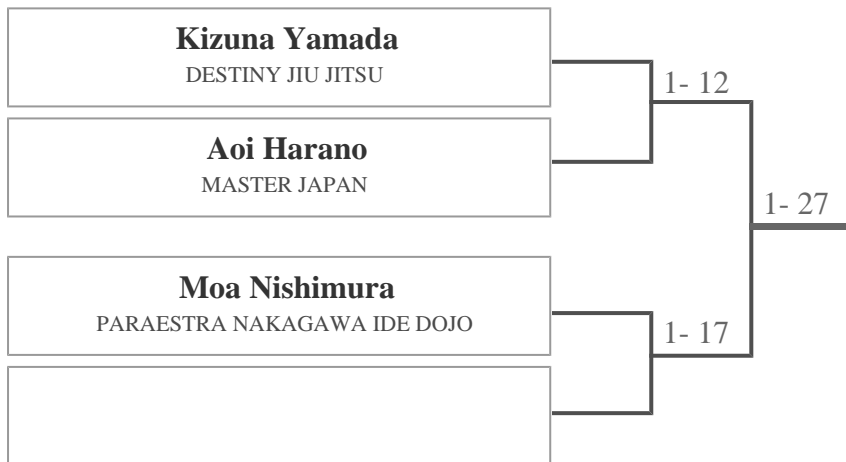 Kizuna Yamada
DESTINY JIU JITSU
1- 12
Aoi Harano
MASTER JAPAN
1- 27
Moa Nishimura
PARAESTRA NAKAGAWA IDE DOJO
1- 17